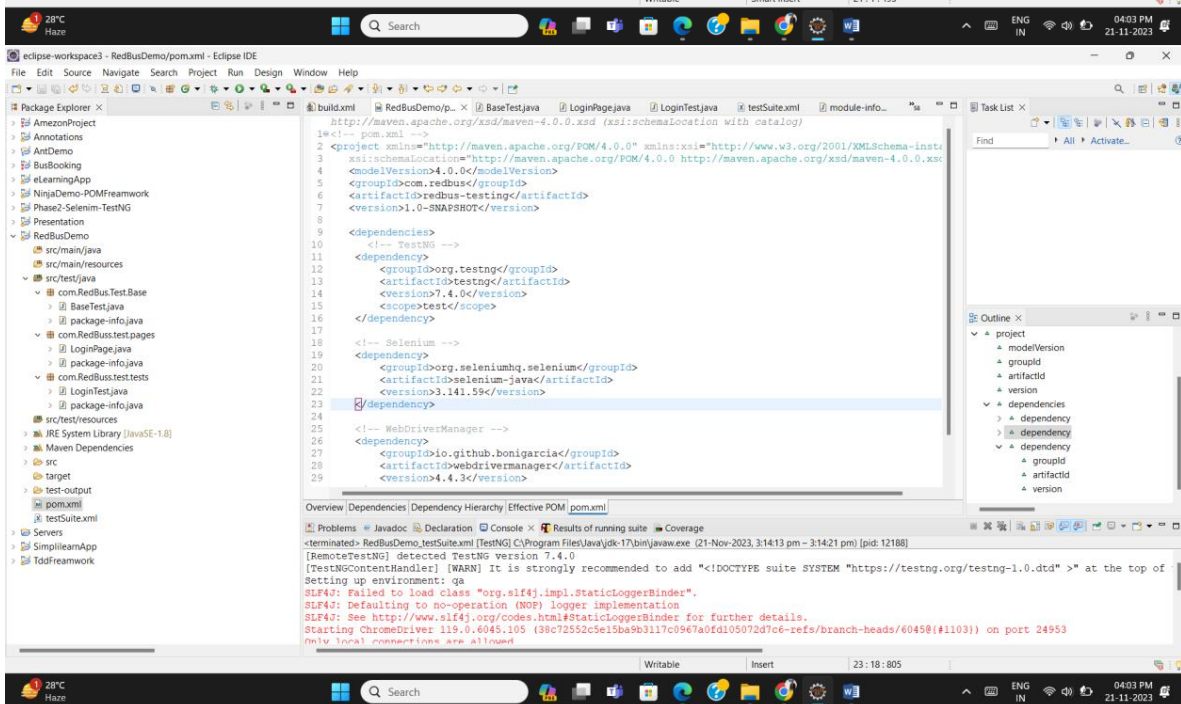 Writable
Smart Insert
1
28°C
Haze
Search
ENG
IN
04:03 PM
21-11-2023
eclipse-workspace3 - RedBusDemo/pom.xml - Eclipse IDE
File Edit Source Navigate Search Project Run Design Window Help
Package Explorer
AmezonProject
Annotations
AntDemo
BusBooking
eLearningApp
NinjaDemo-POMFreamwork
Phase2-Selenim-TestNG
Presentation
RedBusDemo
src/main/java
src/main/resources
src/test/java
com.RedBus.Test.Base
BaseTest.java
package-info.java
com.RedBuss.test.pages
LoginPage.java
package-info.java
com.RedBuss.test.tests
LoginTest.java
package-info.java
src/test/resources
JRE System Library [JavaSE-1.8]
Maven Dependencies
src
target
test-output
pom.xml
testSuite.xml
Servers
SimplilearnApp
TddFreamwork
build.xml RedBusDemo/p... BaseTest.java LoginPage.java LoginTest.java testSuite.xml module-info...
http://maven.apache.org/xsd/maven-4.0.0.xsd (xsi:schemaLocation with catalog)
1 <!-- pom.xml -->
2 <project xmlns="http://maven.apache.org/POM/4.0.0" xmlns:xsi="http://www.w3.org/2001/XMLSchema-insta
3 xsi:schemaLocation="http://maven.apache.org/POM/4.0.0 http://maven.apache.org/xsd/maven-4.0.0.xsd
4 <modelVersion>4.0.0</modelVersion>
5 <groupId>com.redbus</groupId>
6 <artifactId>redbus-testing</artifactId>
7 <version>1.0-SNAPSHOT</version>
8
9 <dependencies>
10 <!-- TestNG -->
11 <dependency>
12 <groupId>org.testng</groupId>
13 <artifactId>testng</artifactId>
14 <version>7.4.0</version>
15 <scope>test</scope>
16 </dependency>
17
18 <!-- Selenium -->
19 <dependency>
20 <groupId>org.seleniumhq.selenium</groupId>
21 <artifactId>selenium-java</artifactId>
22 <version>3.141.59</version>
23 </dependency>
24
25 <!-- WebDriverManager -->
26 <dependency>
27 <groupId>io.github.bonigarcia</groupId>
28 <artifactId>webdrivermanager</artifactId>
29 <version>4.4.3</version>
Overview Dependencies Dependency Hierarchy Effective POM pom.xml
Task List
Find All Activate...
Outline
project
modelVersion
groupId
artifactId
version
dependencies
dependency
dependency
dependency
groupId
artifactId
version
Problems Javadoc Declaration Console Results of running suite Coverage
<terminated> RedBusDemo_testSuite.xml [TestNG] C:\Program Files\Java\jdk-17\bin\javaw.exe (21-Nov-2023, 3:14:13 pm – 3:14:21 pm) [pid: 12188]
[RemoteTestNG] detected TestNG version 7.4.0
[TestNGContentHandler] [WARN] It is strongly recommended to add "<!DOCTYPE suite SYSTEM "https://testng.org/testng-1.0.dtd" >" at the top of
Setting up environment: qa
SLF4J: Failed to load class "org.slf4j.impl.StaticLoggerBinder".
SLF4J: Defaulting to no-operation (NOP) logger implementation
SLF4J: See http://www.slf4j.org/codes.html#StaticLoggerBinder for further details.
Starting ChromeDriver 119.0.6045.105 (38c72552c5e15ba9b3117c0967a0fd105072d7c6-refs/branch-heads/6045@{#1103}) on port 24953
Only local connections are allowed
Writable
Insert
23 : 18 : 805
1
28°C
Haze
Search
ENG
IN
04:03 PM
21-11-2023